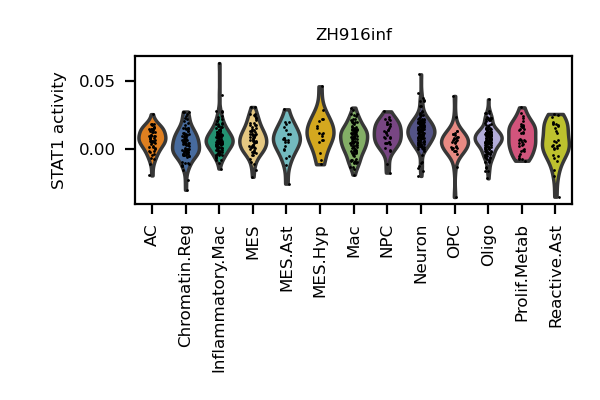 ZH916inf
STAT1 activity
0.05
0.00
AC
Chromatin.Reg
Inflammatory.Mac
MES
MES.Ast
MES.Hyp
Mac
NPC
Neuron
OPC
Oligo
Prolif.Metab
Reactive.Ast